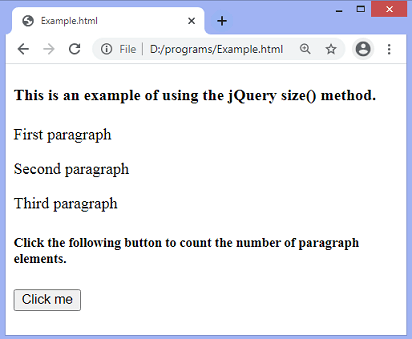 Example.html
File
D:/programs/Example.html
This is an example of using the jQuery size() method.
First paragraph
Second paragraph
Third paragraph
Click the following button to count the number of paragraph
elements.
Click me